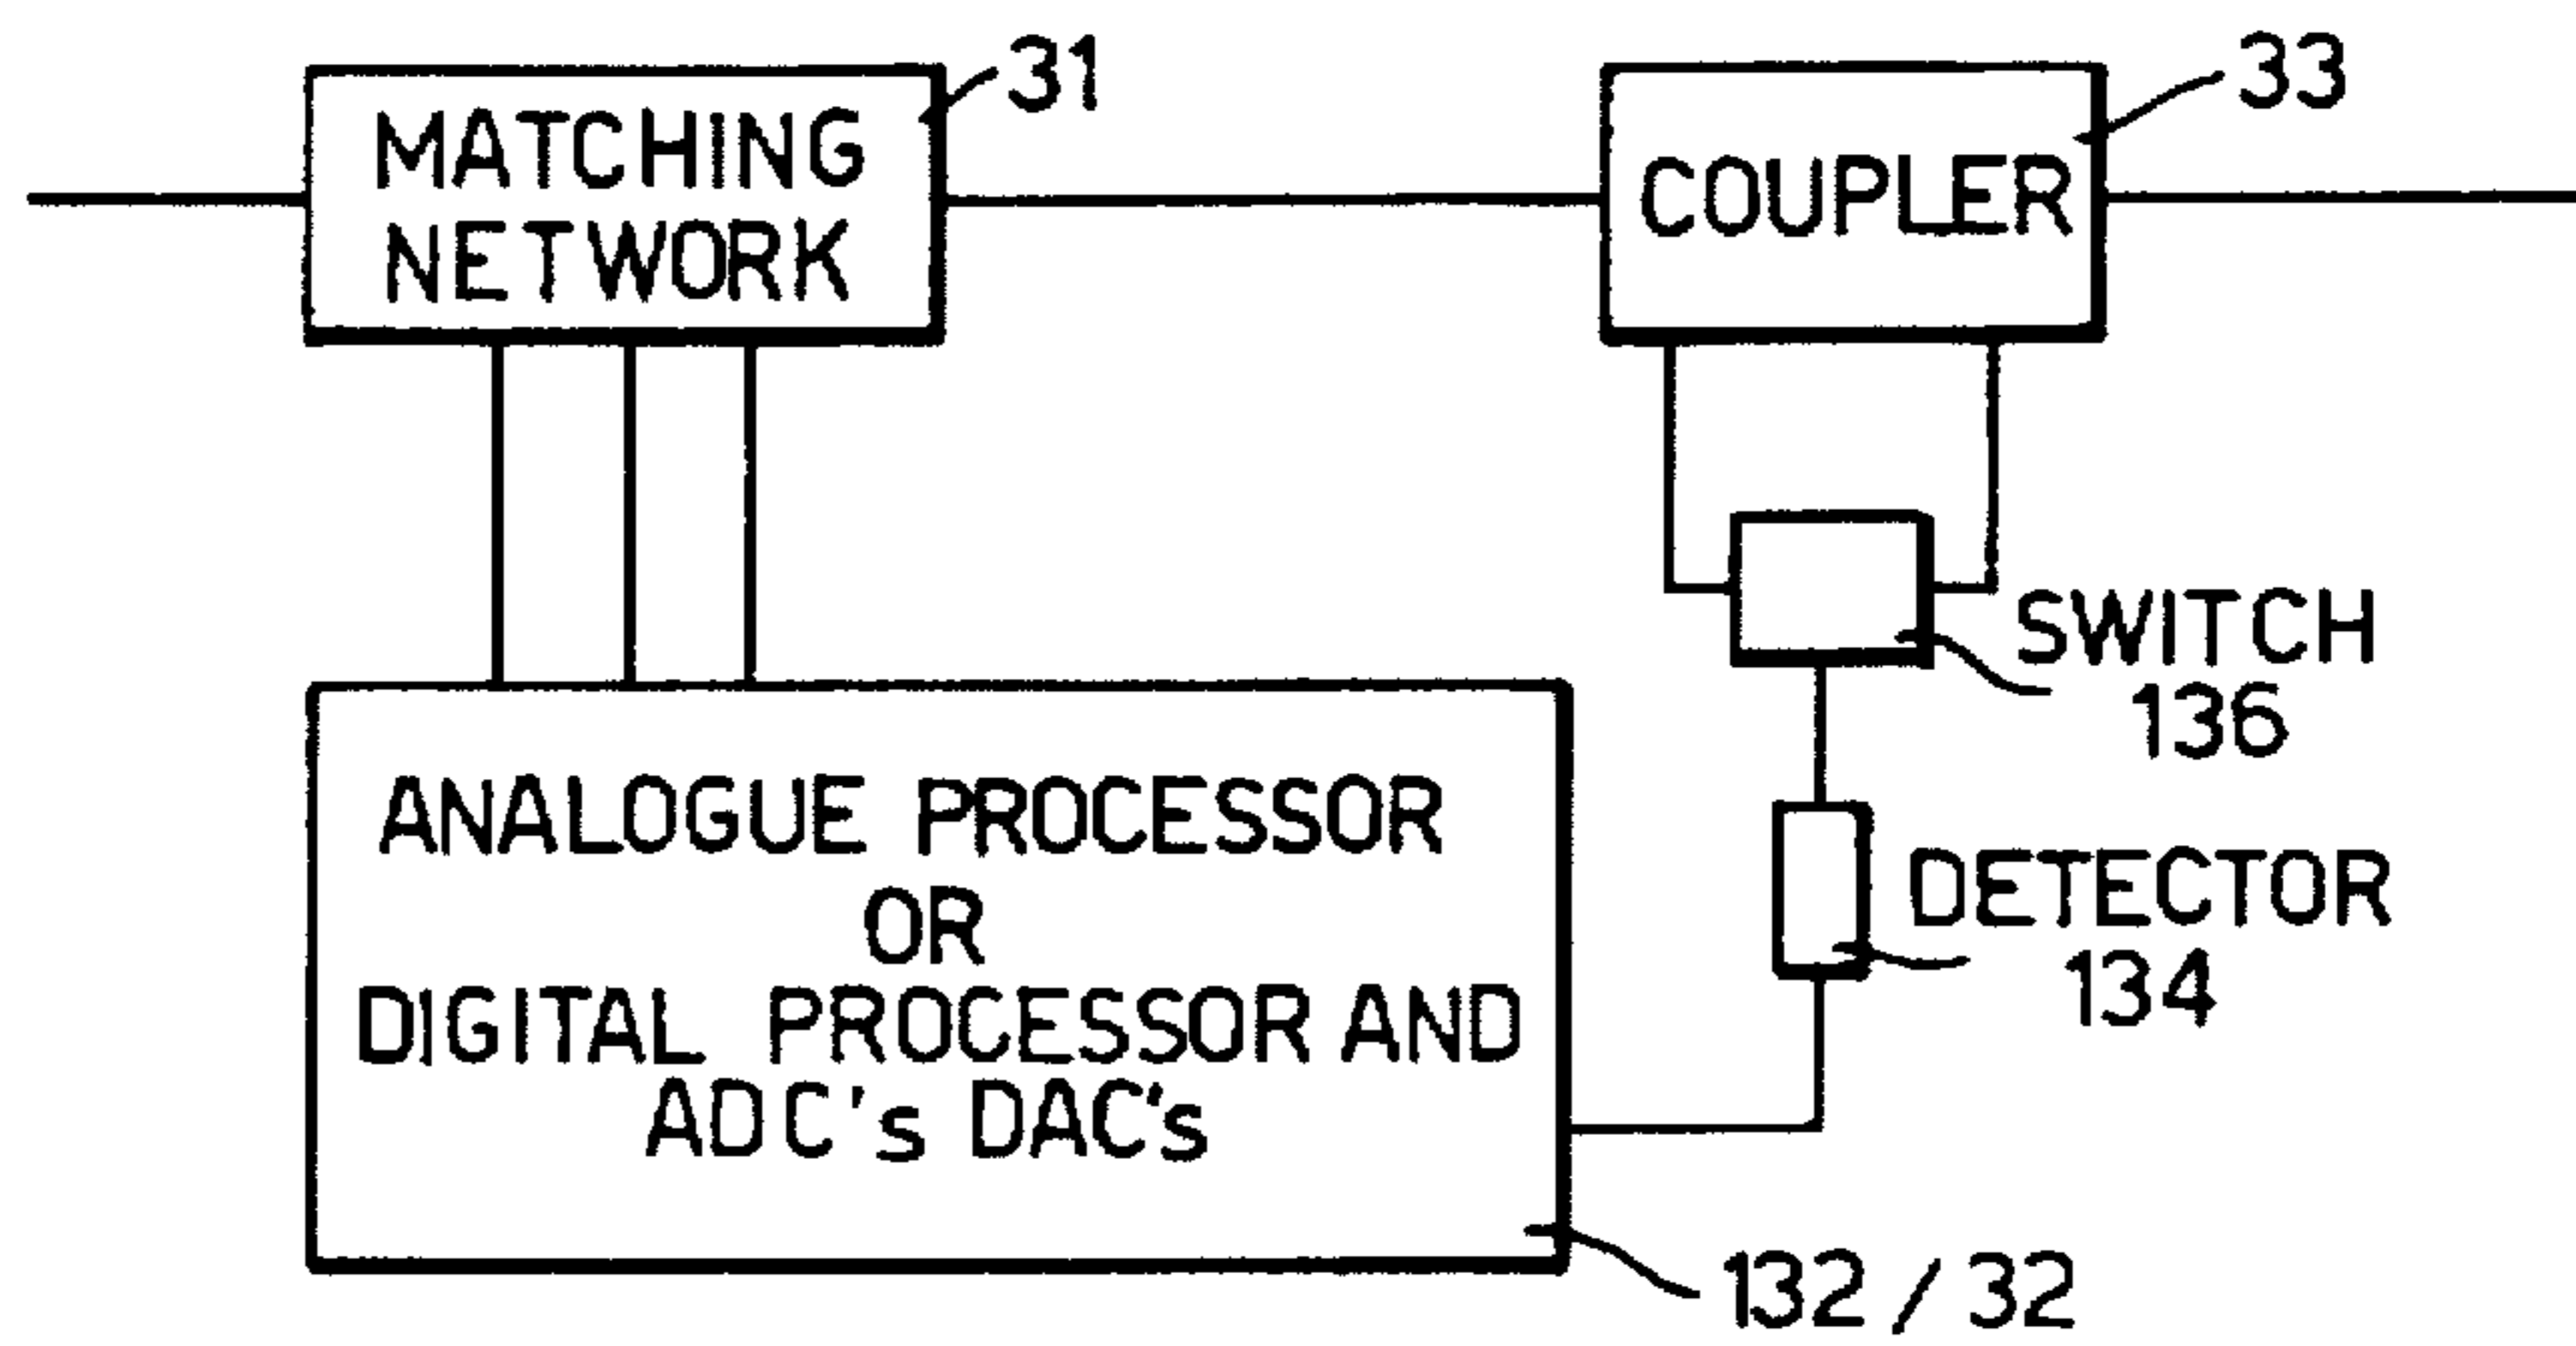 31
33
MATCHING
NETWORK
COUPLER
SWITCH
136
ANALOGUE PROCESSOR
OR
DIGITAL PROCESSOR AND
ADC's DAC's
DETECTOR
134
132/32